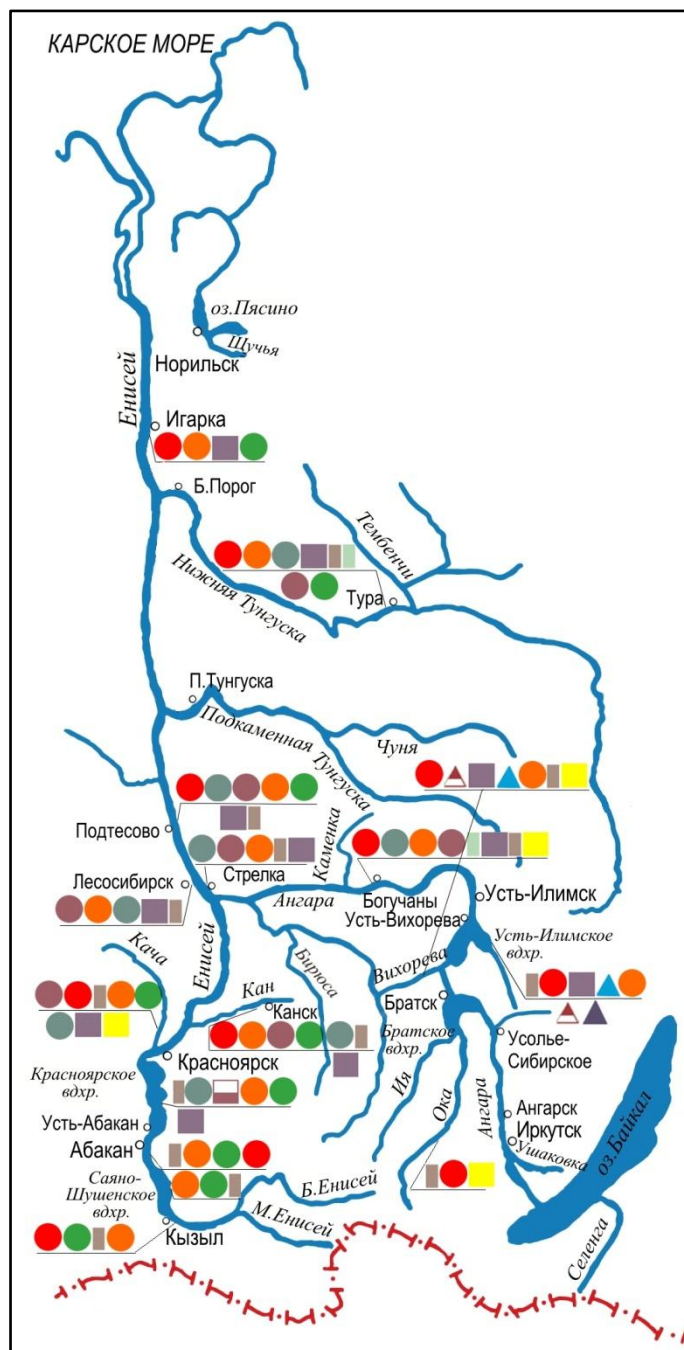 КАРСКОЕ МОРЕ
оз.Пясино
Щучья
Норильск
Енисей
Игарка
Б.Порог
Тембенчи
Нижняя Тунгуска
Тура
П.Тунгуска
Подкаменная
Тунгуска
Чуня
Подтесово
Стрелка
Каменка
Лесосибирск
Ангара
Богучаны
Усть-Илимск
Усть-Вихорева
Усть-Илимское
вдхр.
Енисей
Кача
Кан
Канск
Бирюса
Вихорева
Братск
Братское
вдхр.
Усолье-
Сибирское
Красноярск
Красноярское
вдхр.
Ия
Ока
Ангара
Ангарск
Иркутск
Ушаковка
оз.Байкал
Усть-Абакан
Абакан
Саяно-
Шушенское
вдхр.
Б.Енисей
М.Енисей
Кызыл
Селенга